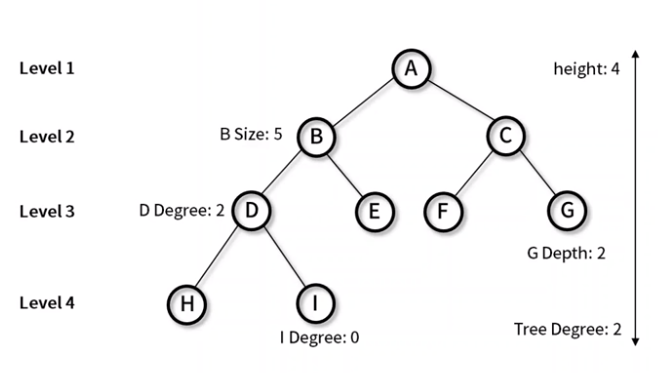 Level 1
A
height: 4
Level 2
B Size: 5
B
C
Level 3
D Degree: 2
D
E
F
G
G Depth: 2
Level 4
H
I
Tree Degree: 2
I Degree: 0